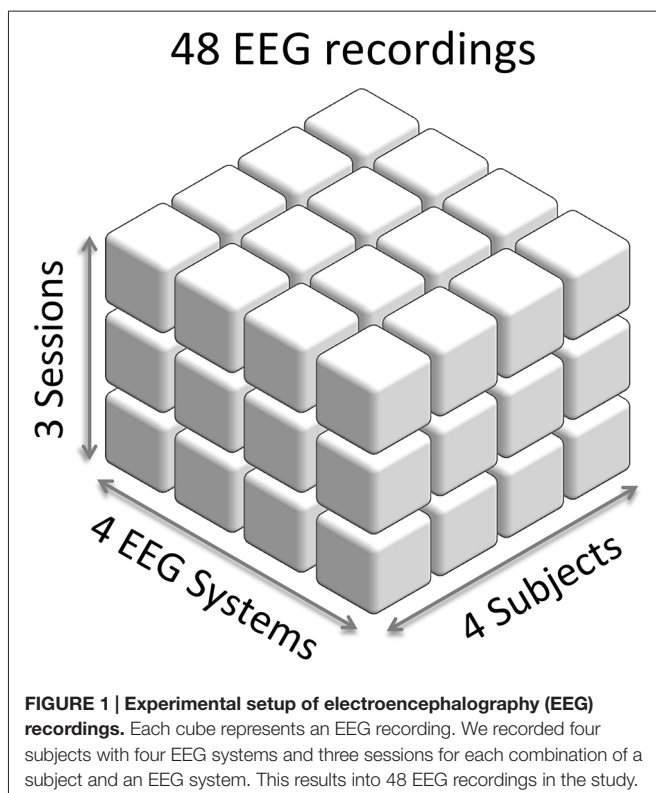 48 EEG recordings
3 Sessions
4 EEG Systems
4 Subjects
FIGURE 1 | Experimental setup of electroencephalography (EEG)
recordings. Each cube represents an EEG recording. We recorded four
subjects with four EEG systems and three sessions for each combination of a
subject and an EEG system. This results into 48 EEG recordings in the study.